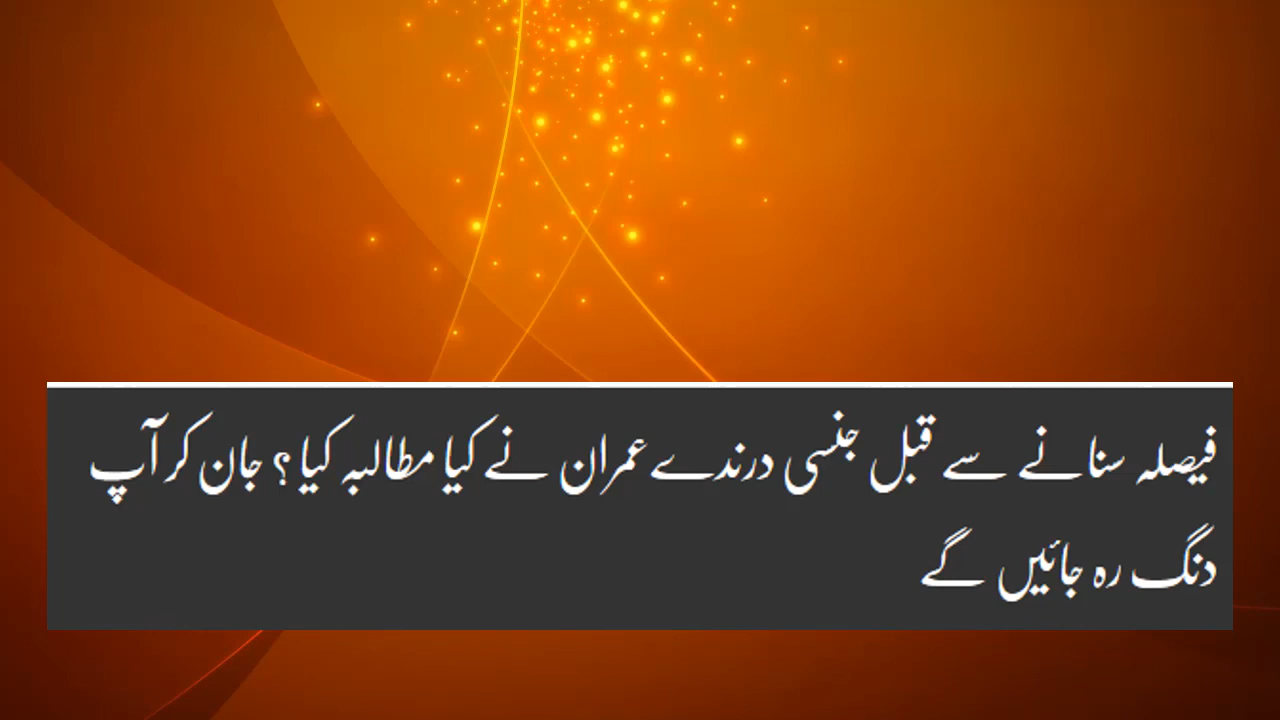 فیصلہ سنانے سے قبل جنسی درندے عمران نے کیا مطالبہ کیا ؟ جان کر آپ
دنگ رہ جائیں گے